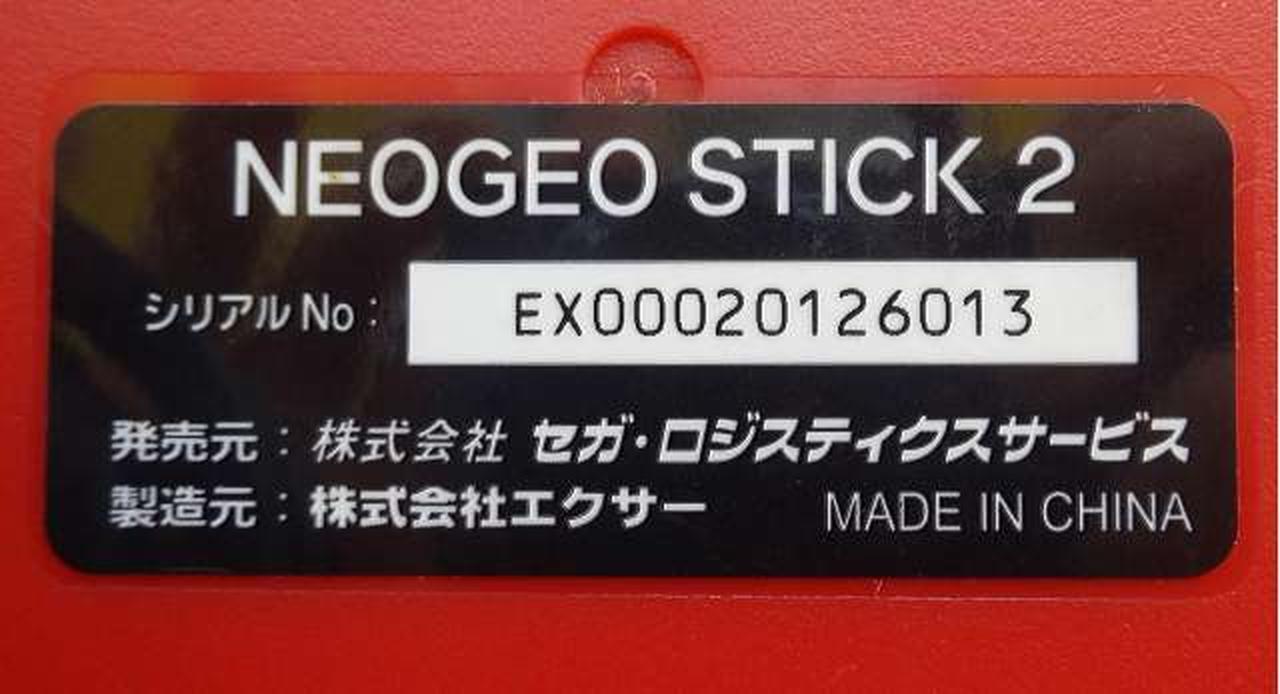 NEOGEO STICK 2
シリアルNo： EX00020126013
発売元：株式会社 セガ・ロジスティクスサービス
製造元：株式会社エクサー MADE IN CHINA